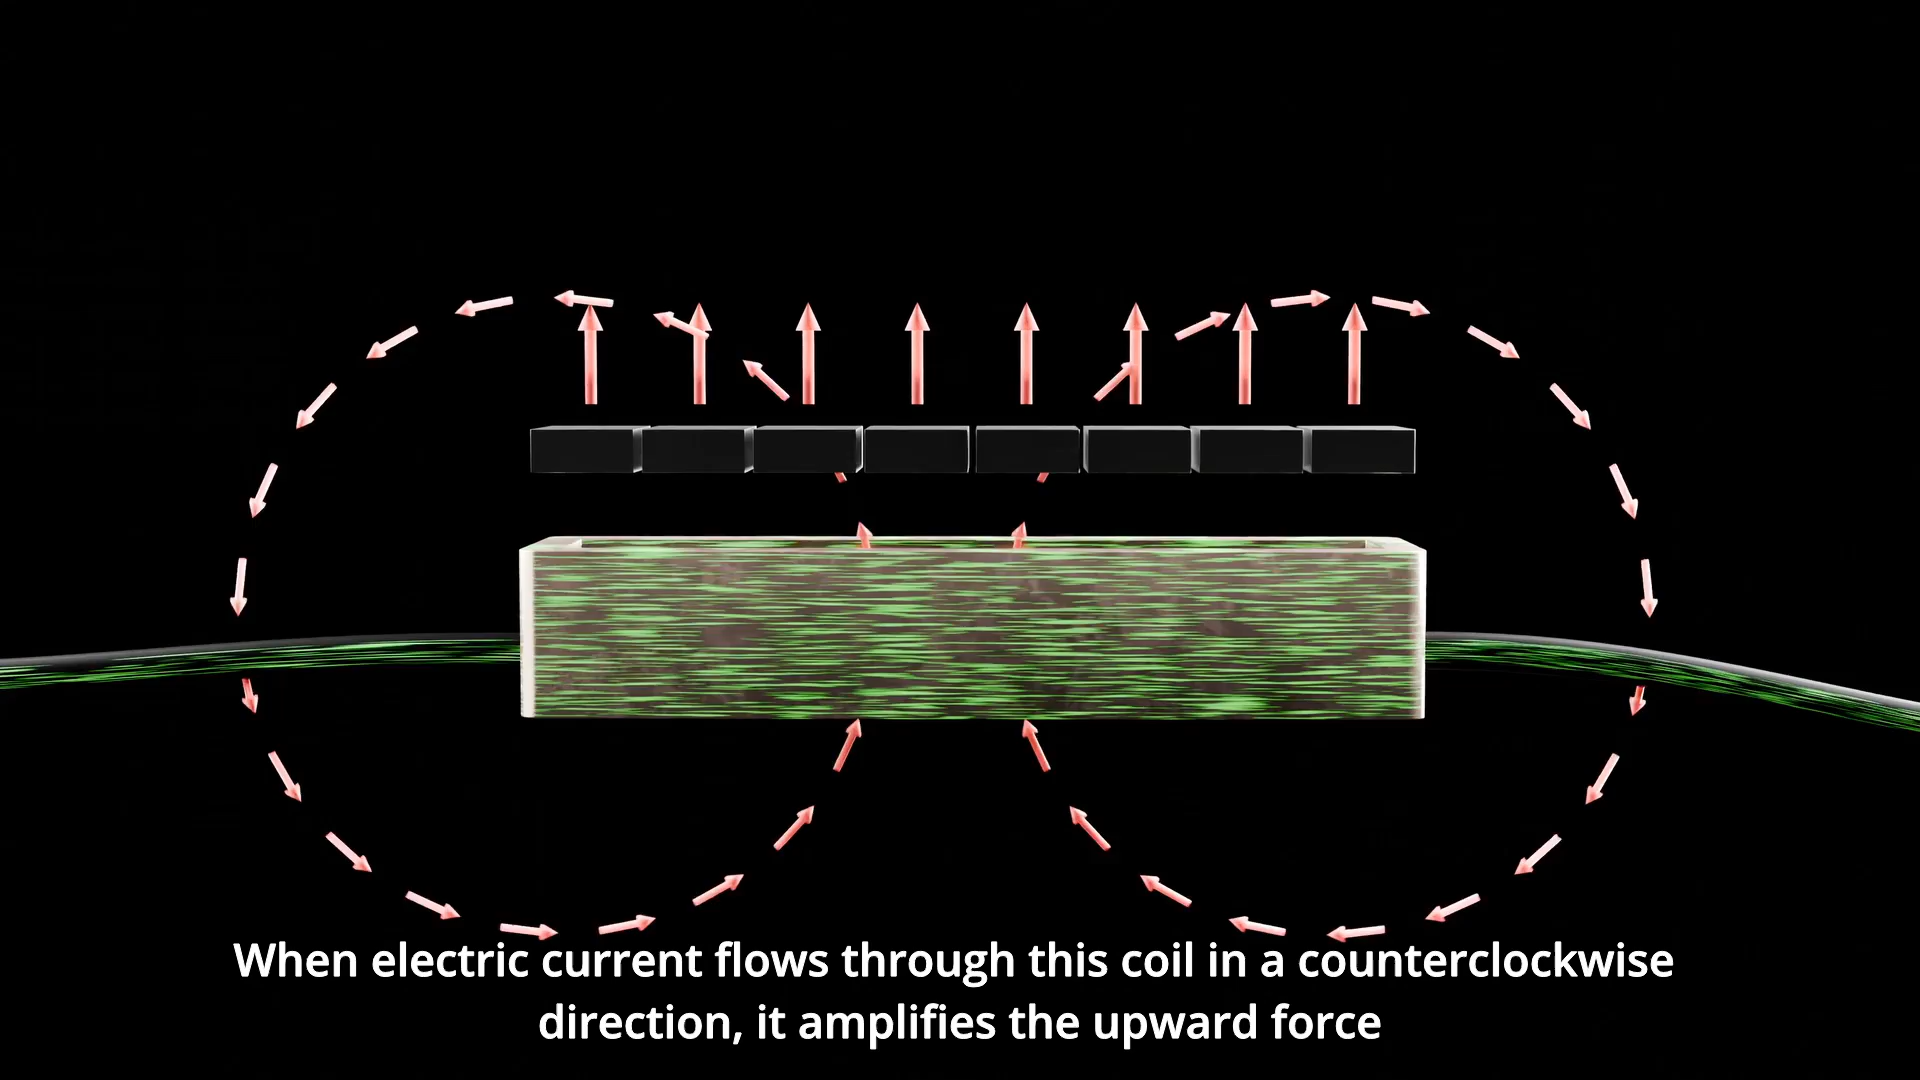 When electric current flows through this coil in a counterclockwise
direction, it amplifies the upward force